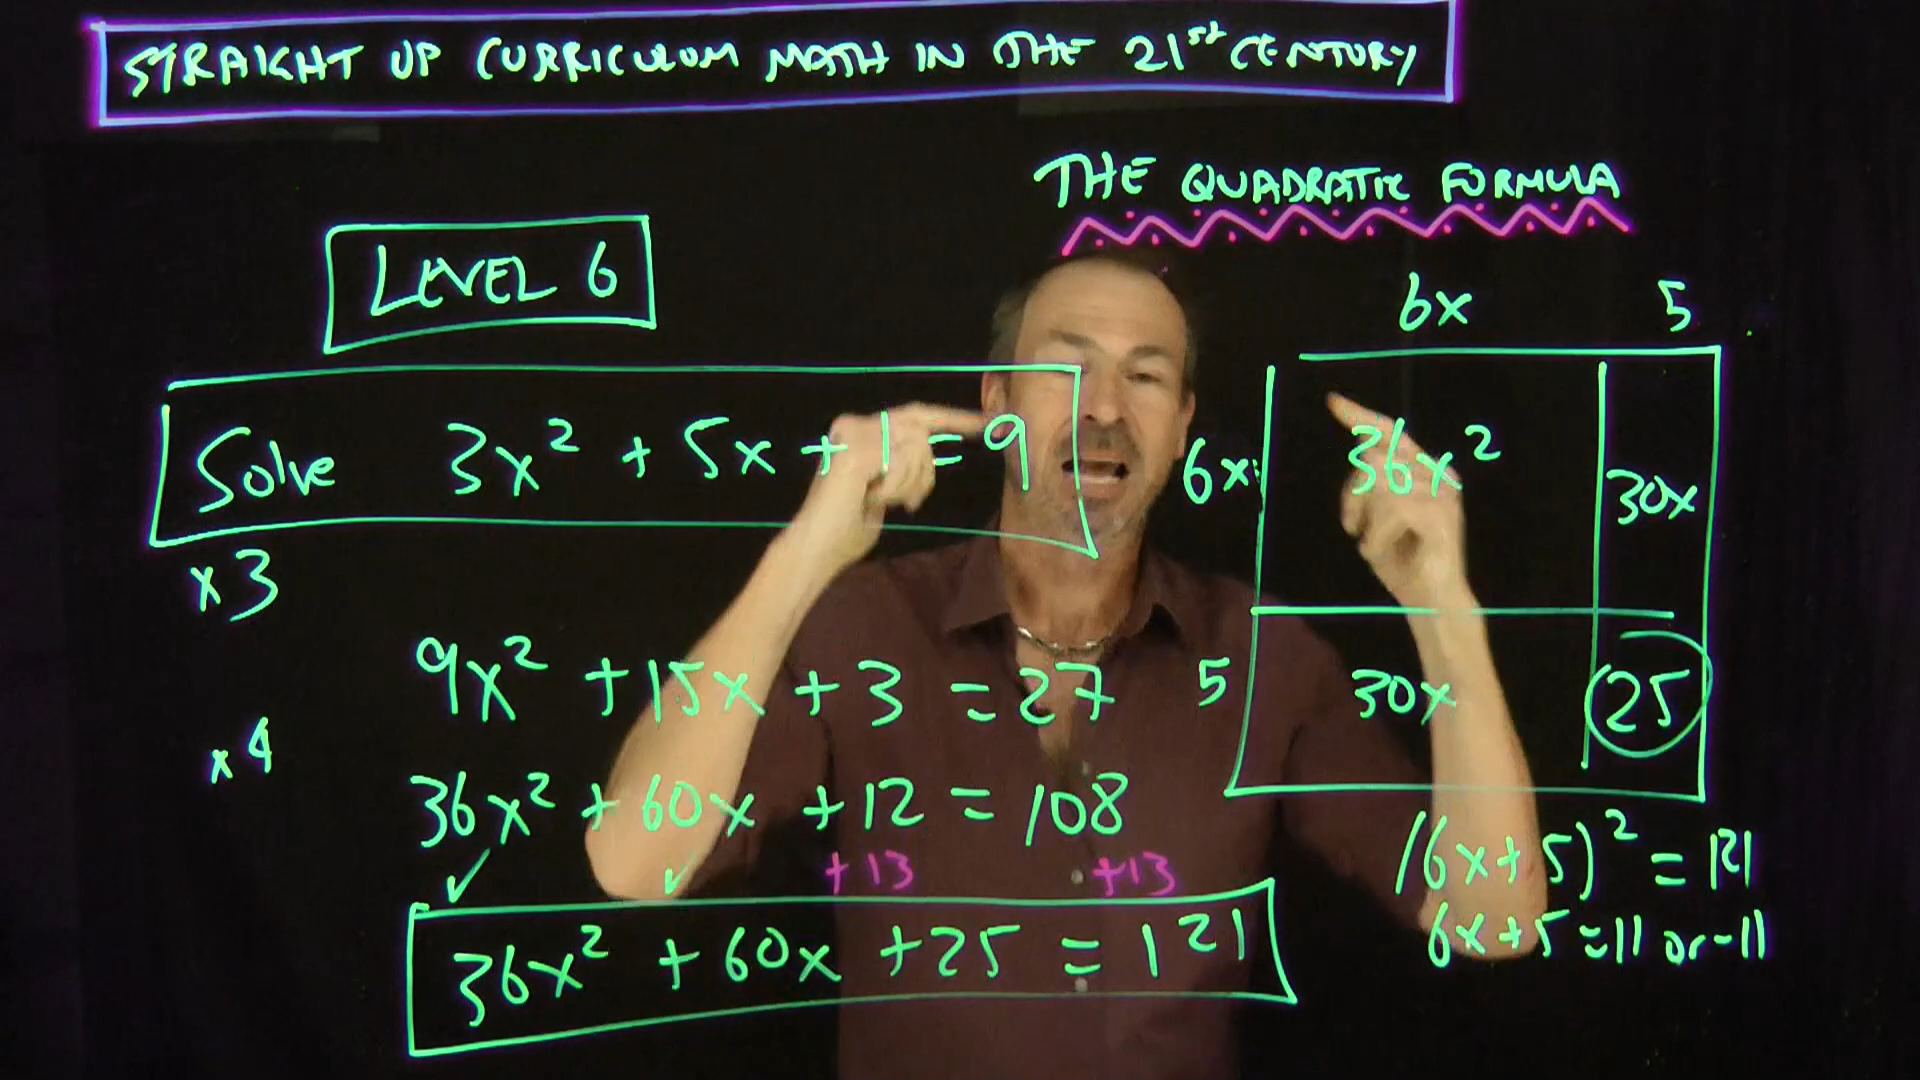 STRAIGHT UP CURRICULUM MATH IN THE 21st CENTURY
THE QUADRATIC FORMULA
LEVEL 6
Solve 3x² + 5x + 1 = 9
x 3
9x² + 15x + 3 = 27
x 4
36x² + 60x + 12 = 108
+13 +13
36x² + 60x + 25 = 121
6x 5
6x 36x² 30x
5 30x 25
(6x+5)² = 121
6x+5 = 11 or -11